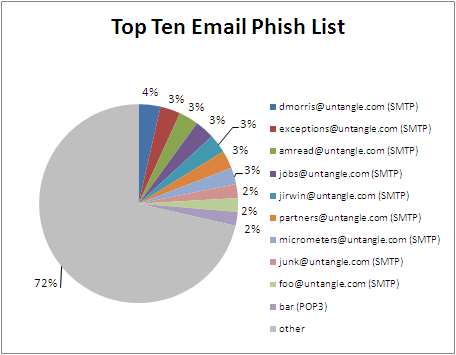 Top Ten Email Phish List
4%
3%
3%
3%
3%
3%
3%
2%
2%
2%
72%
dmorris@untangle.com (SMTP)
exceptions@untangle.com (SMTP)
amread@untangle.com (SMTP)
jobs@untangle.com (SMTP)
jirwin@untangle.com (SMTP)
partners@untangle.com (SMTP)
micrometers@untangle.com (SMTP)
junk@untangle.com (SMTP)
foo@untangle.com (SMTP)
bar (POP3)
other